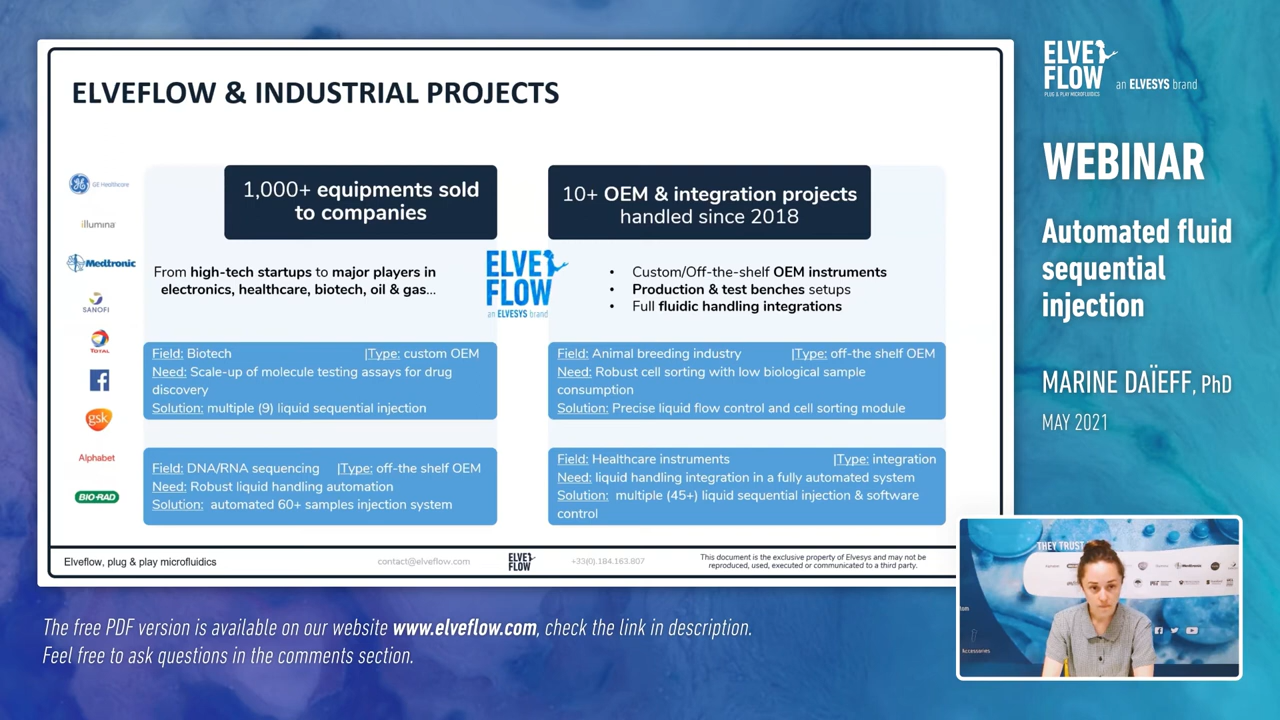 ELVEFLOW & INDUSTRIAL PROJECTS
GE Healthcare
illumina
Medtronic
SANOFI
TOTAL
gsk
Alphabet
BIO-RAD
1,000+ equipments sold
to companies
From high-tech startups to major players in
electronics, healthcare, biotech, oil & gas...
Field: Biotech |Type: custom OEM
Need: Scale-up of molecule testing assays for drug
discovery
Solution: multiple (9) liquid sequential injection
Field: DNA/RNA sequencing |Type: off-the shelf OEM
Need: Robust liquid handling automation
Solution: automated 60+ samples injection system
ELVE
FLOW
an ELVESYS brand
10+ OEM & integration projects
handled since 2018
• Custom/Off-the-shelf OEM instruments
• Production & test benches setups
• Full fluidic handling integrations
Field: Animal breeding industry |Type: off-the shelf OEM
Need: Robust cell sorting with low biological sample
consumption
Solution: Precise liquid flow control and cell sorting module
Field: Healthcare instruments |Type: integration
Need: liquid handling integration in a fully automated system
Solution: multiple (45+) liquid sequential injection & software
control
Elveflow, plug & play microfluidics
contact@elveflow.com
ELVE
FLOW
+33(0).184.163.807
This document is the exclusive property of Elvesys and may not be
reproduced, used, executed or communicated to a third party.
ELVE
FLOW
PLUG & PLAY MICROFLUIDICS
an ELVESYS brand
WEBINAR
Automated fluid
sequential
injection
MARINE DAÏEFF, PhD
MAY 2021
THEY TRUST
Medtronic
Accessories
The free PDF version is available on our website www.elveflow.com, check the link in description.
Feel free to ask questions in the comments section.